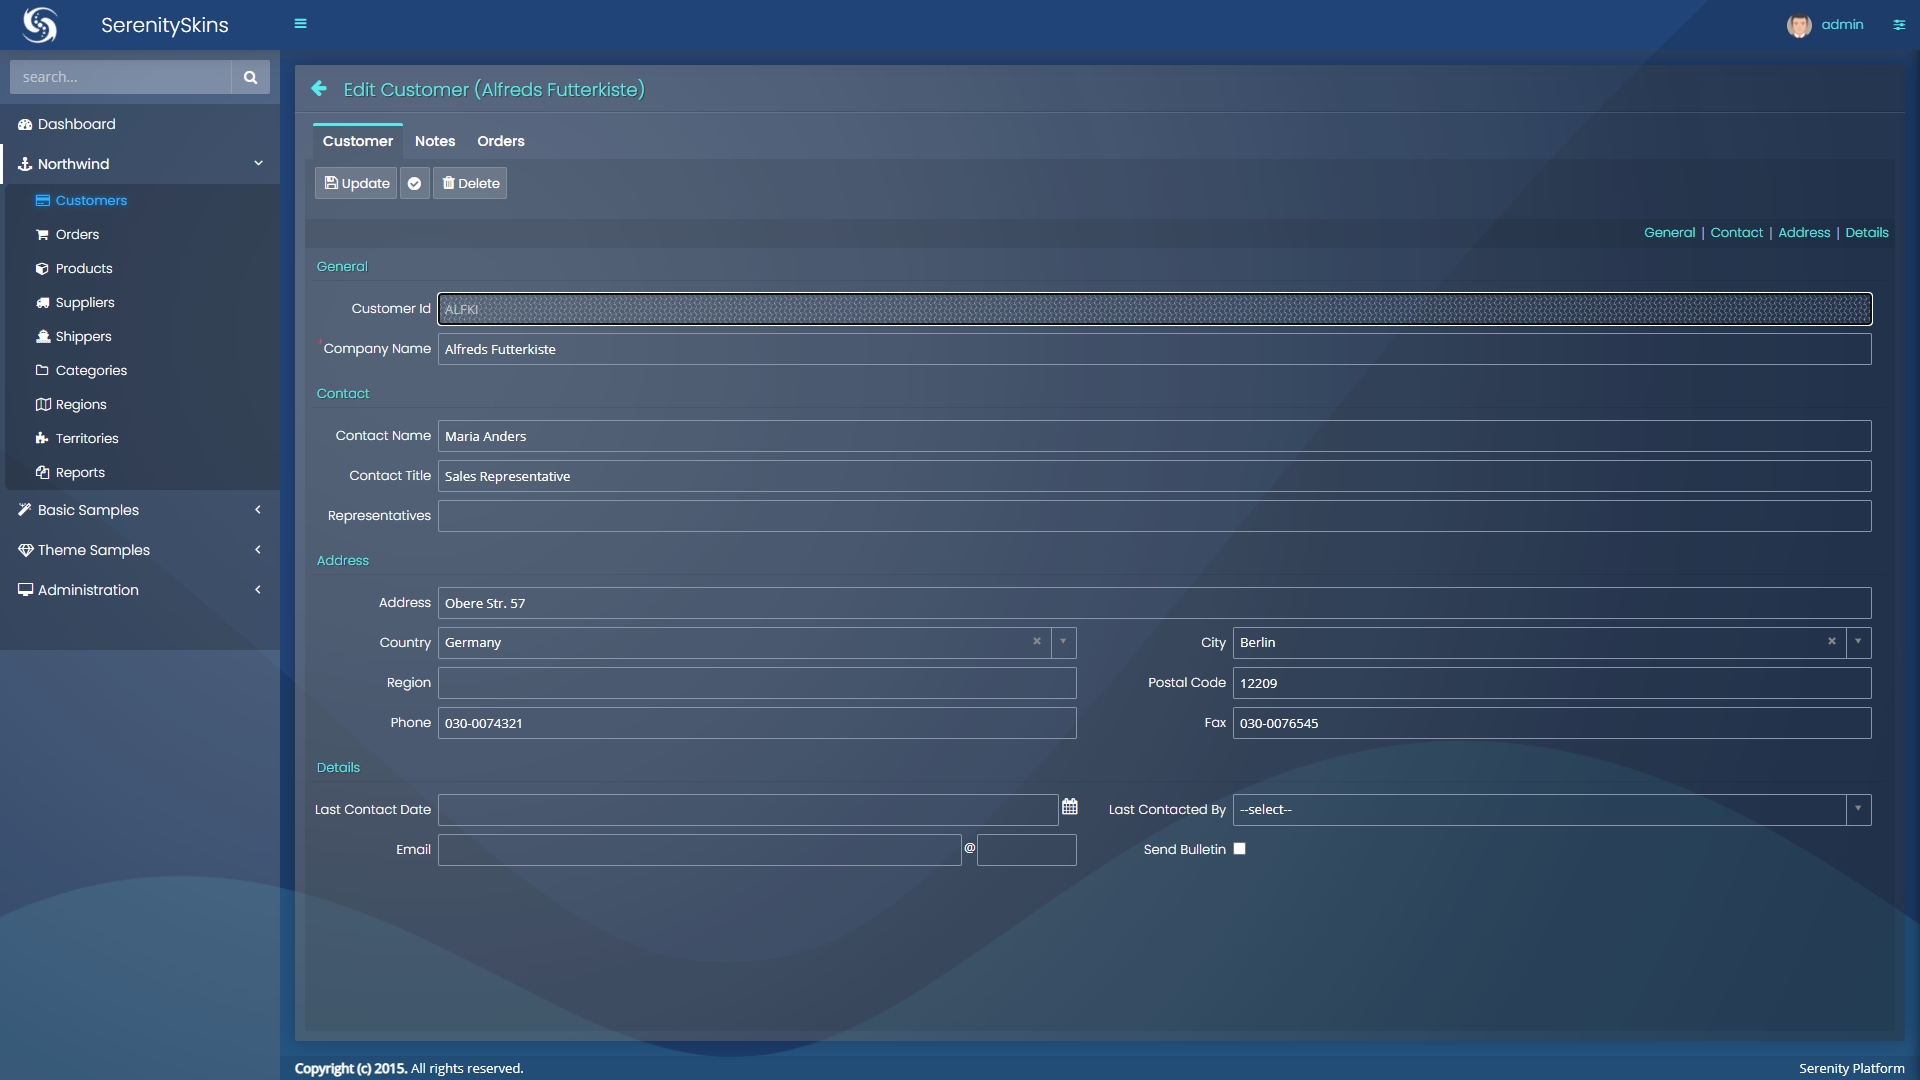 SerenitySkins
admin
search...
Dashboard
Northwind
Customers
Orders
Products
Suppliers
Shippers
Categories
Regions
Territories
Reports
Basic Samples
Theme Samples
Administration
Edit Customer (Alfreds Futterkiste)
Customer Notes Orders
Update Delete
General | Contact | Address | Details
General
Customer Id ALFKI
*Company Name Alfreds Futterkiste
Contact
Contact Name Maria Anders
Contact Title Sales Representative
Representatives
Address
Address Obere Str. 57
Country Germany City Berlin
Region Postal Code 12209
Phone 030-0074321 Fax 030-0076545
Details
Last Contact Date Last Contacted By --select--
Email @ Send Bulletin
Copyright (c) 2015. All rights reserved. Serenity Platform